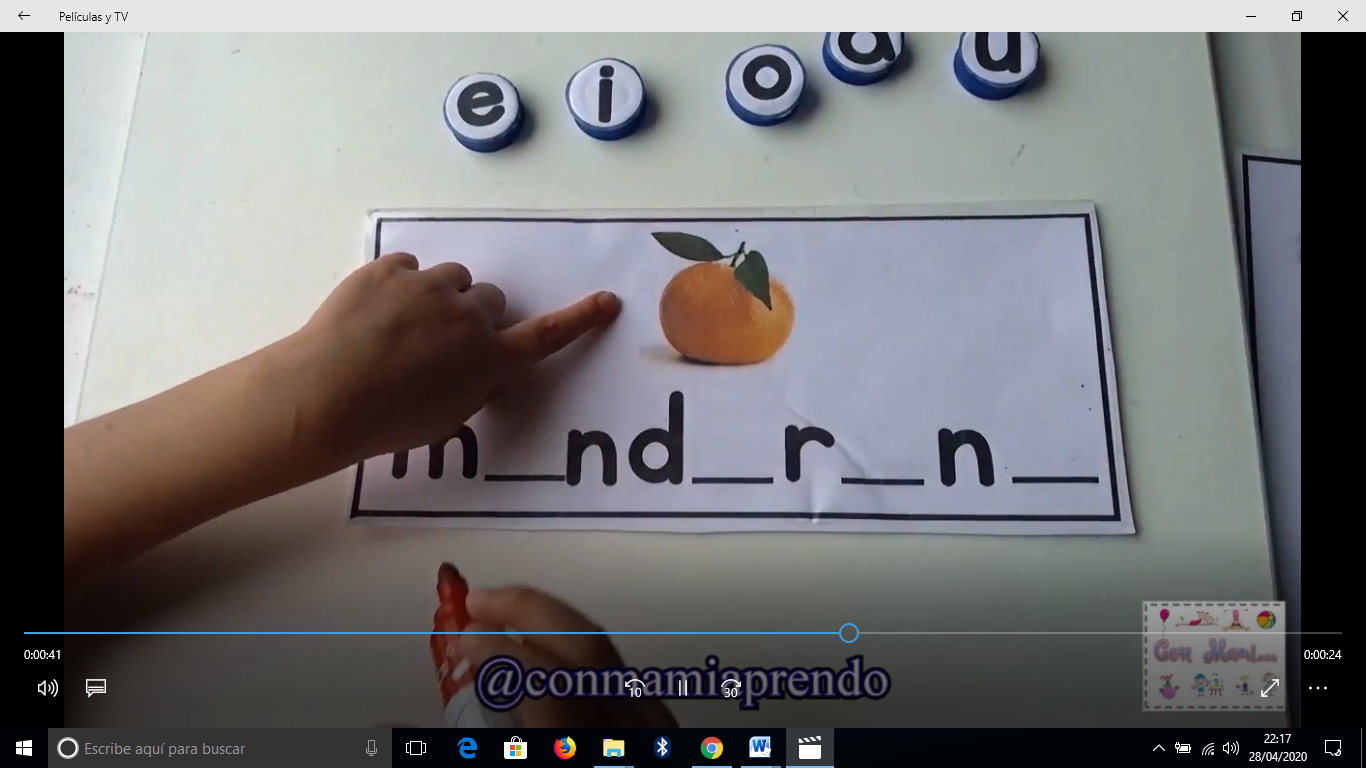 Películas y TV
e i o a u
m_nd_r_n_
0:00:41
0:00:24
@connamiaprendo
Con Mani...
10
30
Escribe aquí para buscar
22:17
28/04/2020